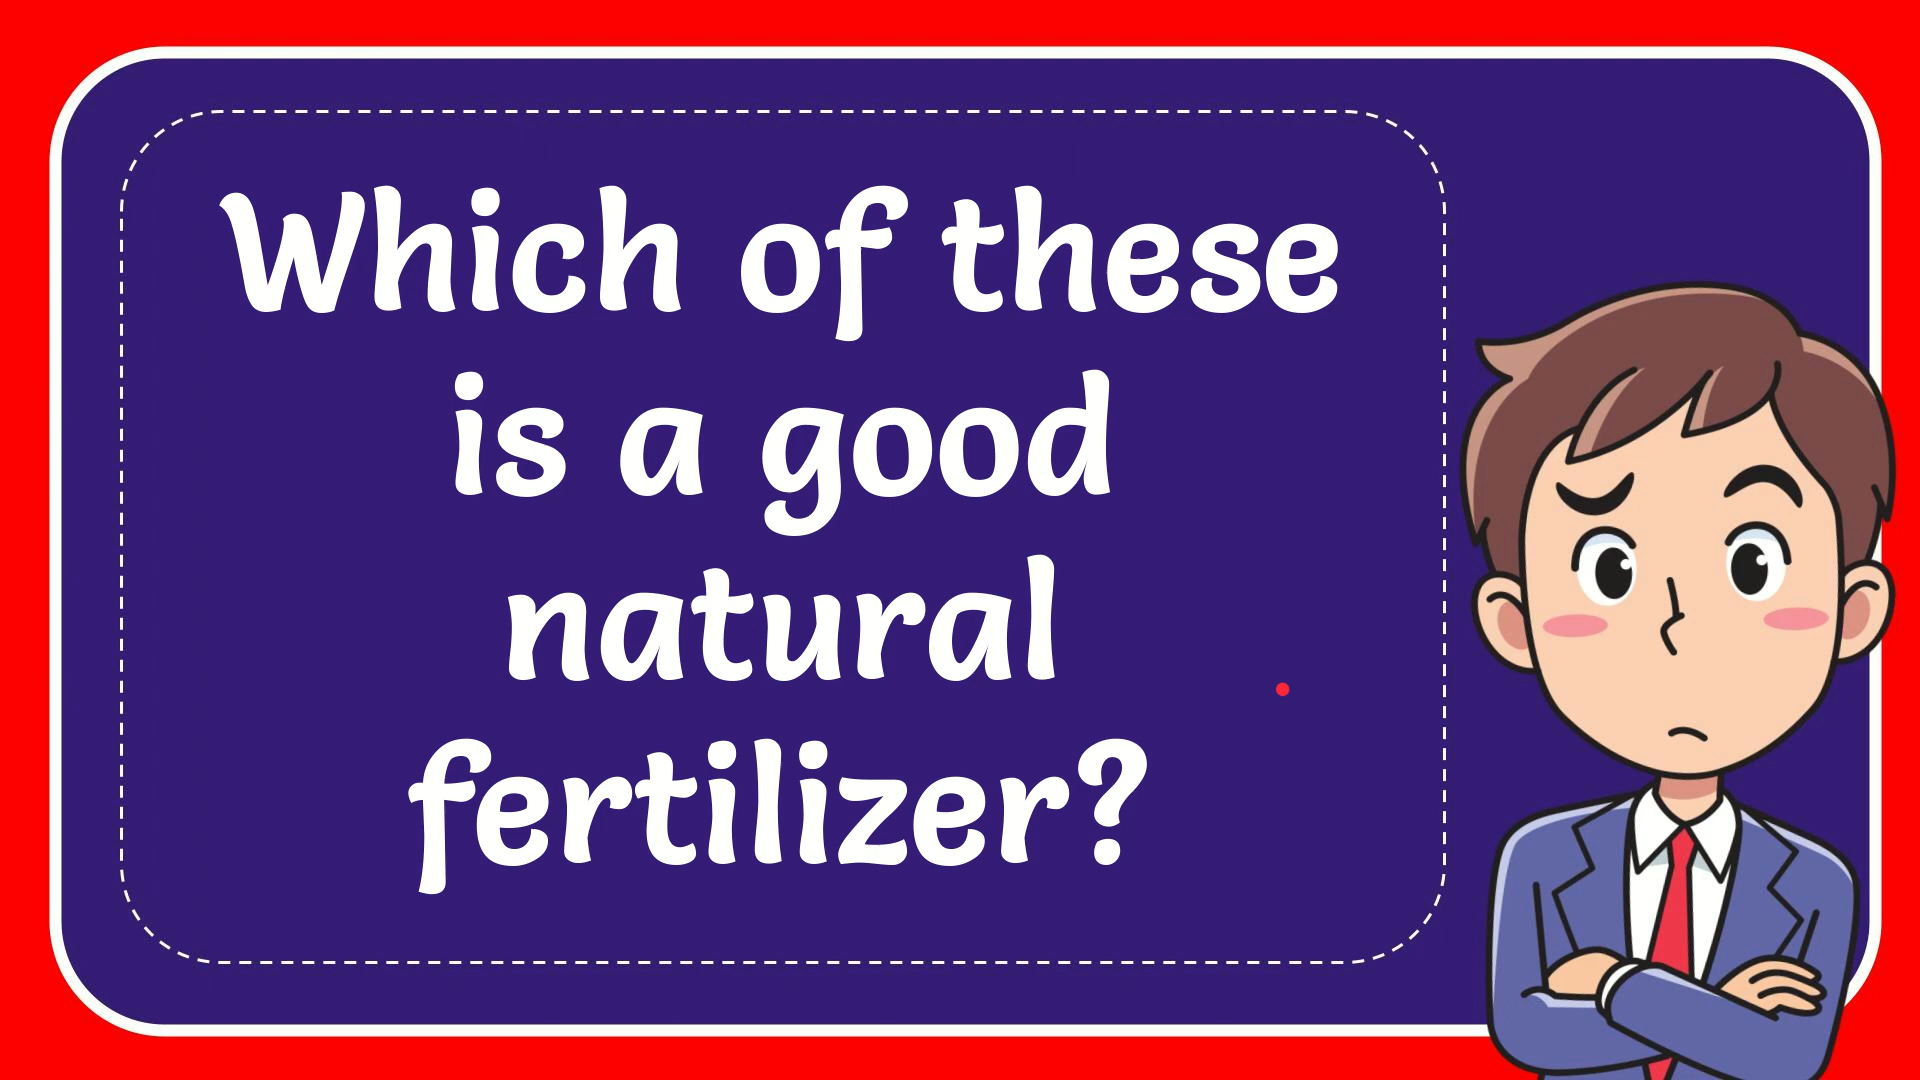 Which of these
is a good
natural
fertilizer?